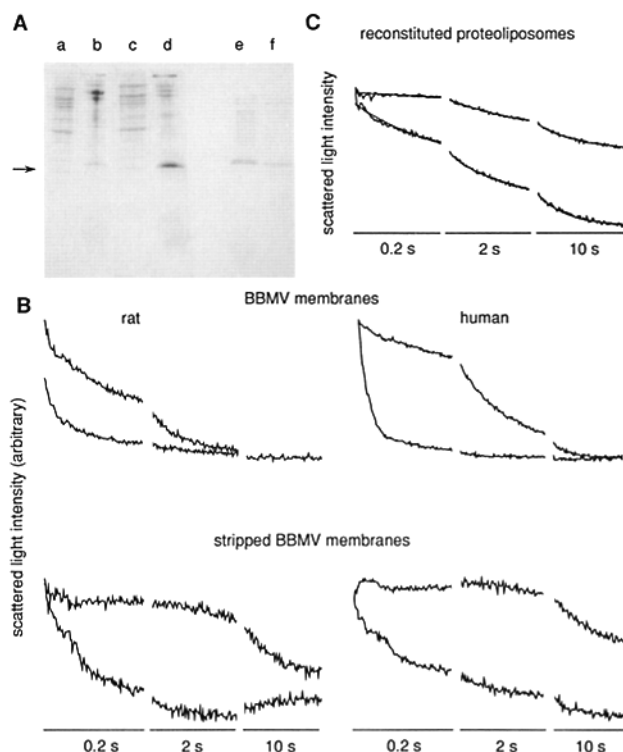 A
a b c d e f
C
reconstituted proteoliposomes
scattered light intensity
0.2 s 2 s 10 s
B
BBMV membranes
rat human
scattered light intensity (arbitrary)
stripped BBMV membranes
0.2 s 2 s 10 s 0.2 s 2 s 10 s